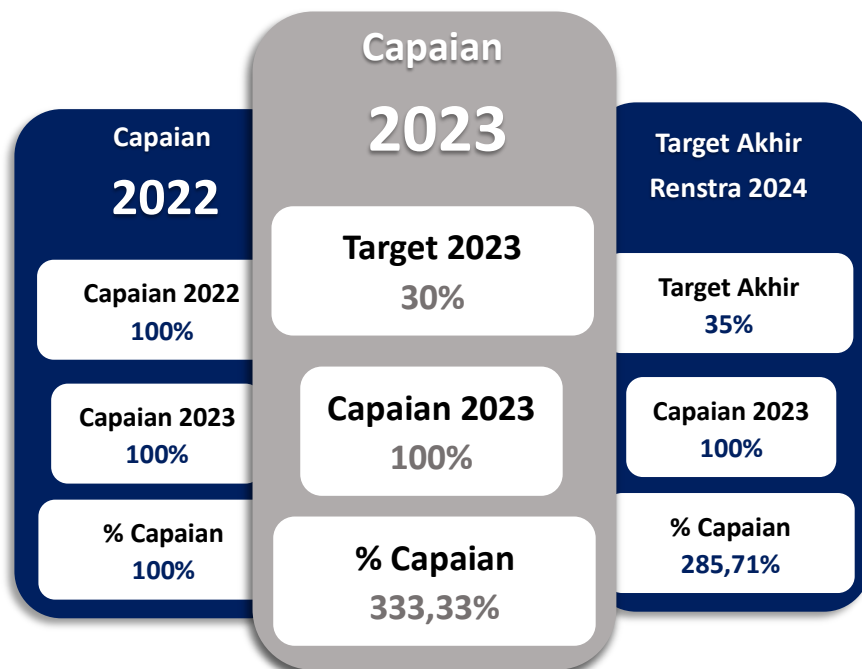 Capaian
2022
Capaian 2022
100%
Capaian 2023
100%
% Capaian
100%
Capaian
2023
Target 2023
30%
Capaian 2023
100%
% Capaian
333,33%
Target Akhir
Renstra 2024
Target Akhir
35%
Capaian 2023
100%
% Capaian
285,71%